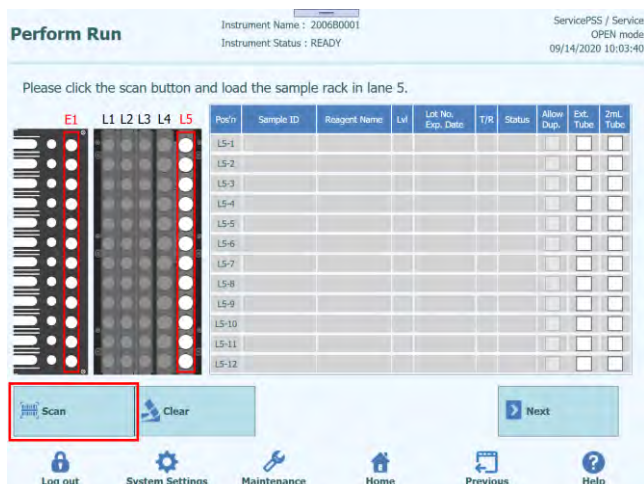 Perform Run
Instrument Name : 2006B0001
Instrument Status : READY
ServicePSS / Service
OPEN mode
09/14/2020 10:03:40
Please click the scan button and load the sample rack in lane 5.
E1 L1 L2 L3 L4 L5
Pos'n Sample ID Reagent Name Lvl Lot No. Exp. Date T/R Status Allow Dup. Ext. Tube 2mL Tube
L5-1
L5-2
L5-3
L5-4
L5-5
L5-6
L5-7
L5-8
L5-9
L5-10
L5-11
L5-12
Scan Clear Next
Log out System Settings Maintenance Home Previous Help